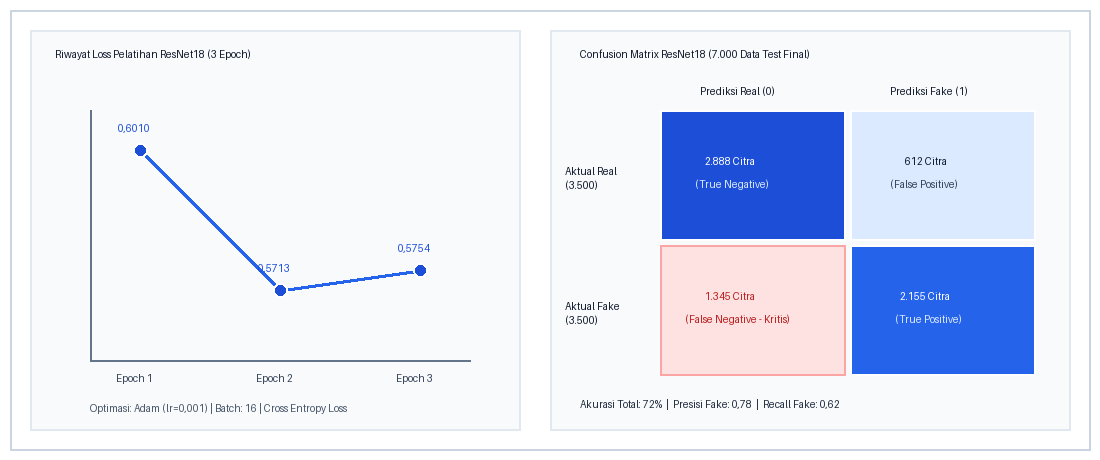 Riwayat Loss Pelatihan ResNet18 (3 Epoch)
0,6010
0,5713
0,5754
Epoch 1
Epoch 2
Epoch 3
Optimasi: Adam (lr=0,001) | Batch: 16 | Cross Entropy Loss
Confusion Matrix ResNet18 (7.000 Data Test Final)
Prediksi Real (0)
Prediksi Fake (1)
Aktual Real
(3.500)
2.888 Citra
(True Negative)
612 Citra
(False Positive)
Aktual Fake
(3.500)
1.345 Citra
(False Negative - Kritis)
2.155 Citra
(True Positive)
Akurasi Total: 72% | Presisi Fake: 0,78 | Recall Fake: 0,62